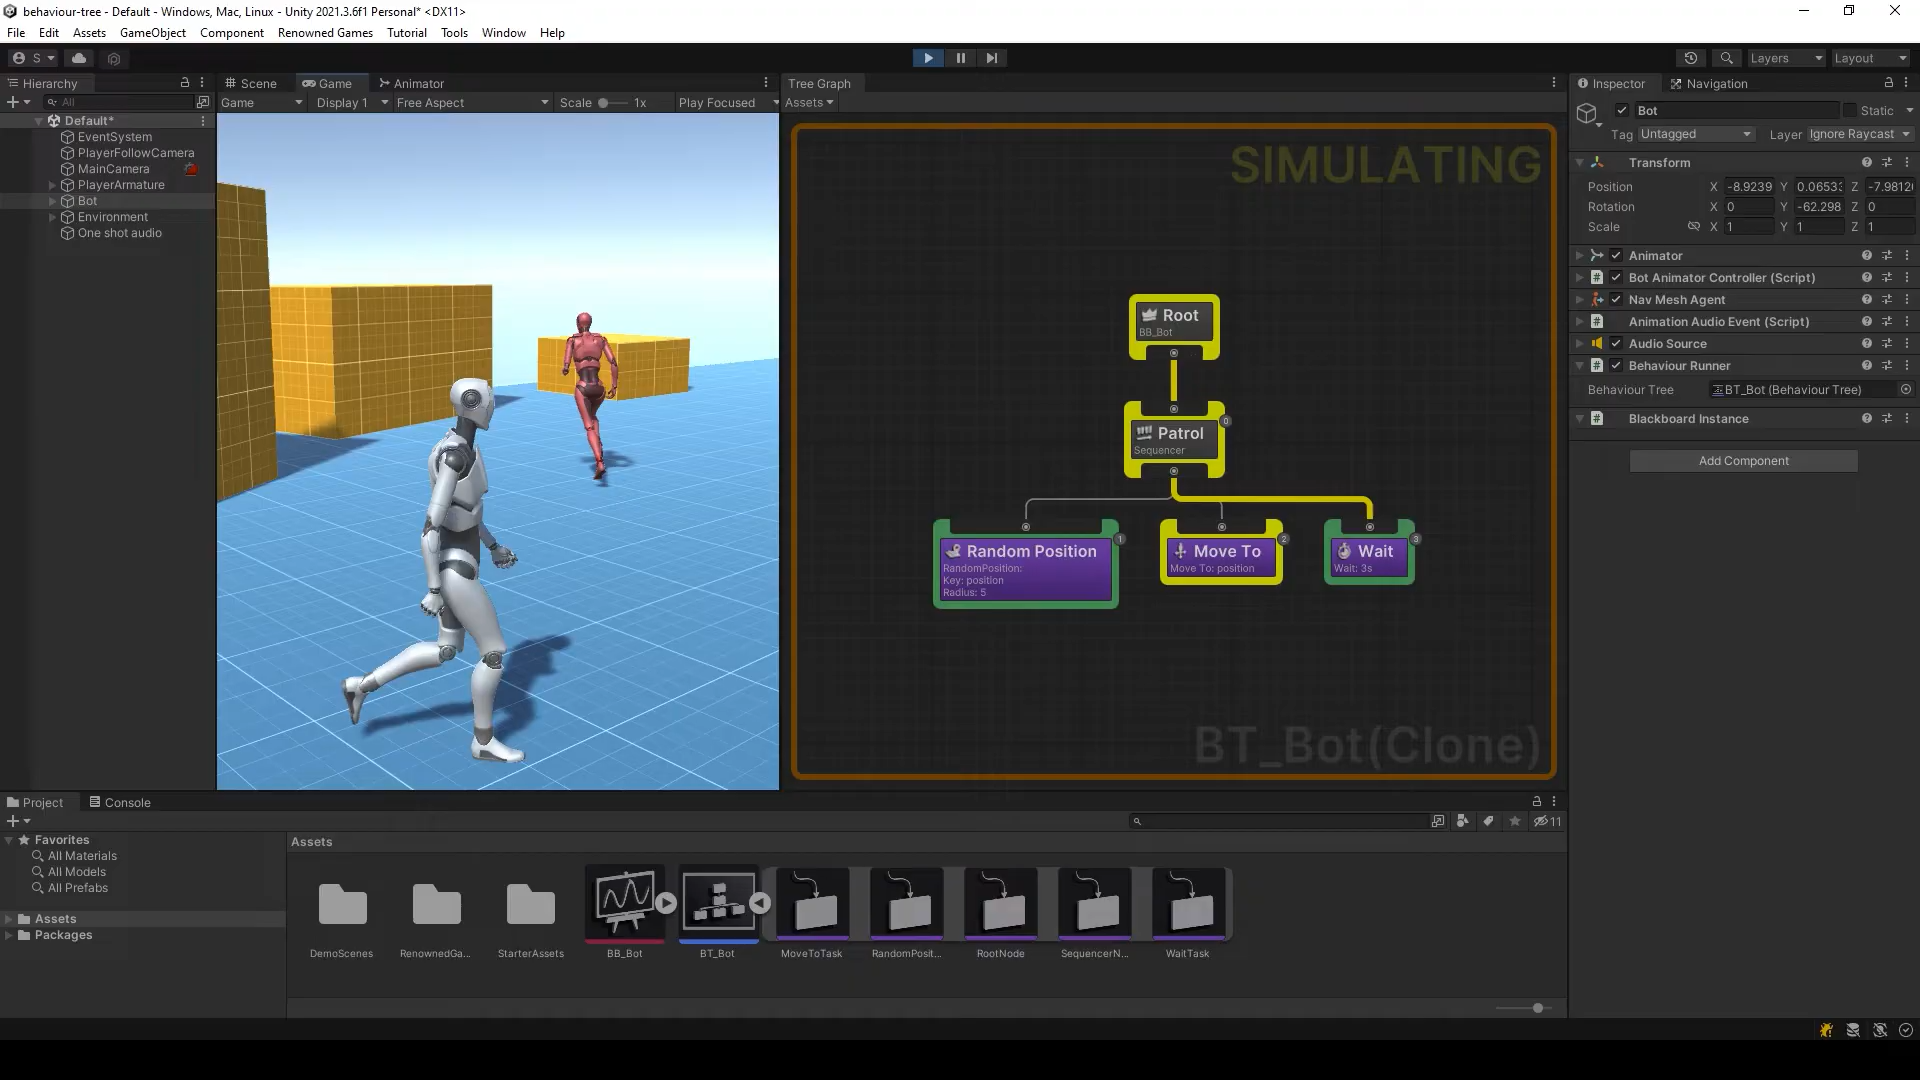 behaviour-tree - Default - Windows, Mac, Linux - Unity 2021.3.6f1 Personal* <DX11>
File Edit Assets GameObject Component Renowned Games Tutorial Tools Window Help
S Layers Layout
Hierarchy
All
Default*
EventSystem
PlayerFollowCamera
MainCamera
PlayerArmature
Bot
Environment
One shot audio
Scene Game Animator
Game Display 1 Free Aspect Scale 1x Play Focused
Tree Graph
Assets
SIMULATING
Root
BB_Bot
0
Patrol
Sequencer
1
Random Position
RandomPosition:
Key: position
Radius: 5
2
Move To
Move To: position
3
Wait
Wait: 3s
BT_Bot(Clone)
Inspector Navigation
Bot Static
Tag Untagged Layer Ignore Raycast
Transform
Position X -8.9239 Y 0.0653 Z -7.9812
Rotation X 0 Y -62.298 Z 0
Scale X 1 Y 1 Z 1
Animator
Bot Animator Controller (Script)
Nav Mesh Agent
Animation Audio Event (Script)
Audio Source
Behaviour Runner
Behaviour Tree BT_Bot (Behaviour Tree)
Blackboard Instance
Add Component
Project Console
11
Favorites
All Materials
All Models
All Prefabs
Assets
Packages
Assets
DemoScenes RenownedGa... StarterAssets BB_Bot BT_Bot MoveToTask RandomPosit... RootNode SequencerN... WaitTask